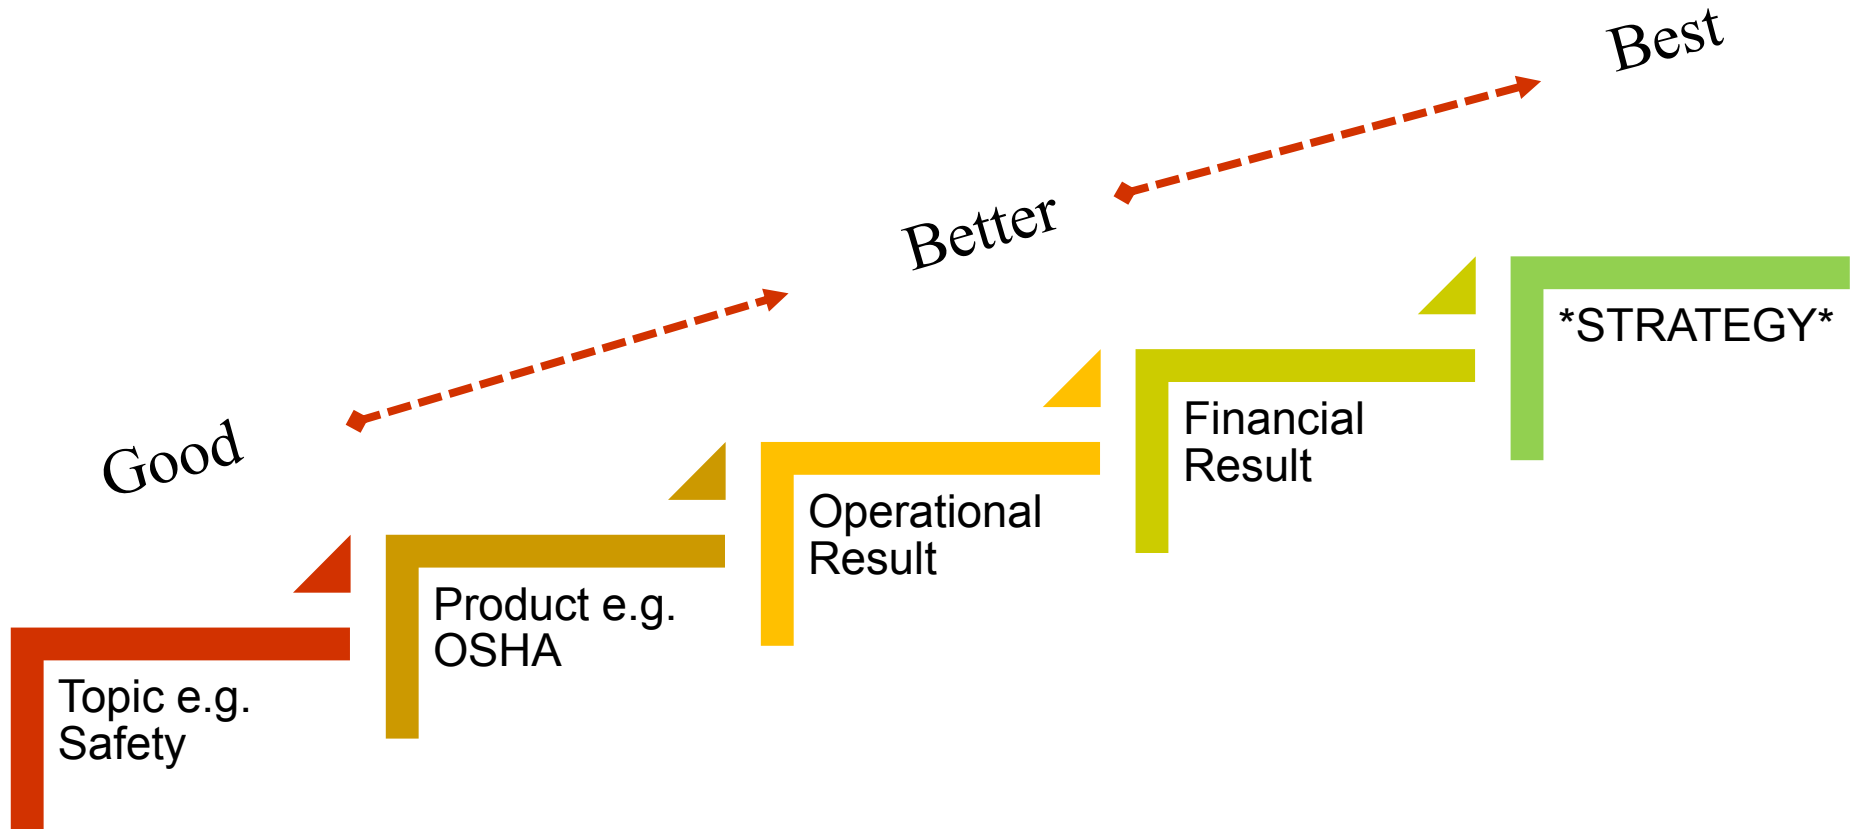 Good
Better
Best
Topic e.g.
Safety
Product e.g.
OSHA
Operational
Result
Financial
Result
*STRATEGY*